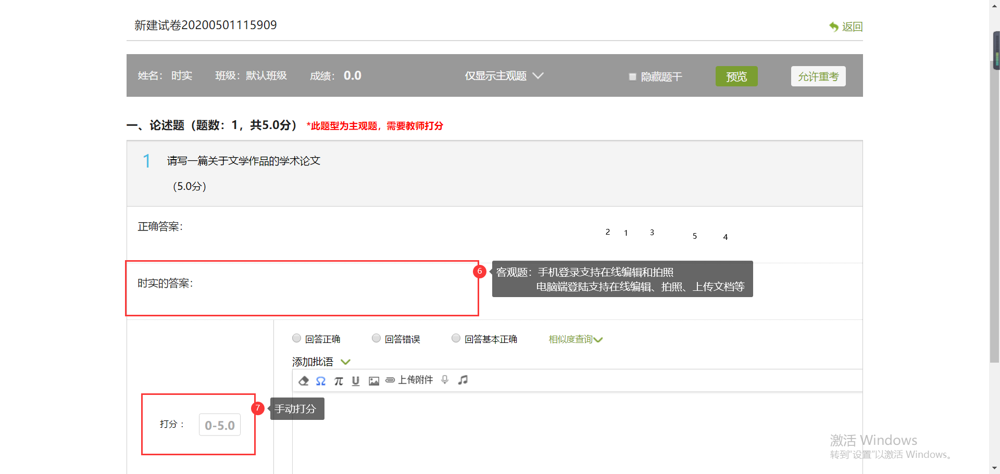 新建试卷20200501115909
返回
姓名： 时实 班级：默认班级 成绩： 0.0 仅显示主观题 隐藏题干 预览 允许重考
一、论述题（题数：1，共5.0分） *此题型为主观题，需要教师打分
1 请写一篇关于文学作品的学术论文
（5.0分）
正确答案：
2 1 3 5 4
时实的答案：
6 客观题：手机登录支持在线编辑和拍照
电脑端登陆支持在线编辑、拍照、上传文档等
回答正确 回答错误 回答基本正确 相似度查询
添加批语
Ω π U 上传附件
7 手动打分
打分： 0-5.0
激活 Windows
转到“设置”以激活 Windows。